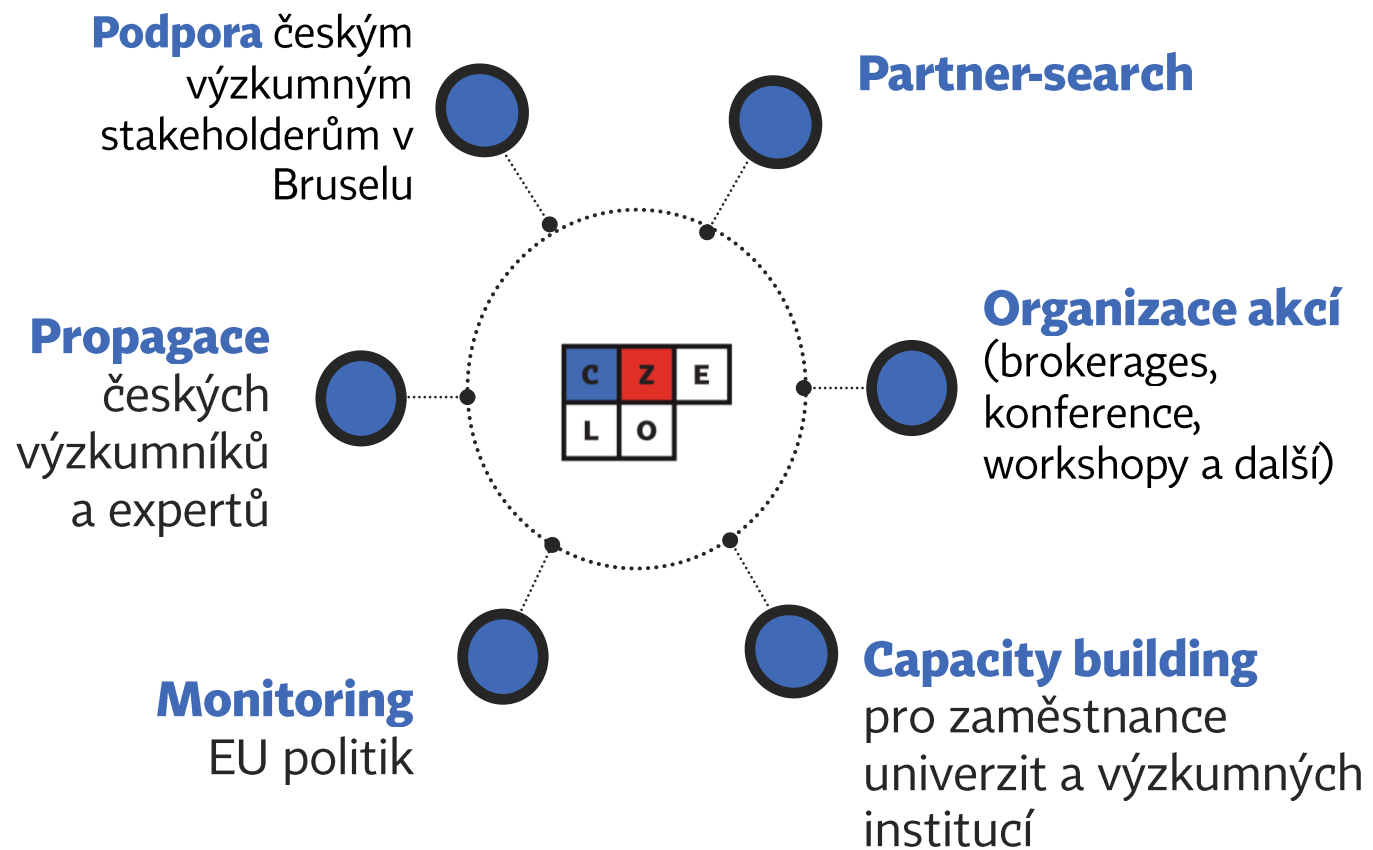 Podpora českým
výzkumným
stakeholderům v
Bruselu
Partner-search
Propagace
českých
výzkumníků
a expertů
C Z E
L O
Organizace akcí
(brokerages,
konference,
workshopy a další)
Monitoring
EU politik
Capacity building
pro zaměstnance
univerzit a výzkumných
institucí